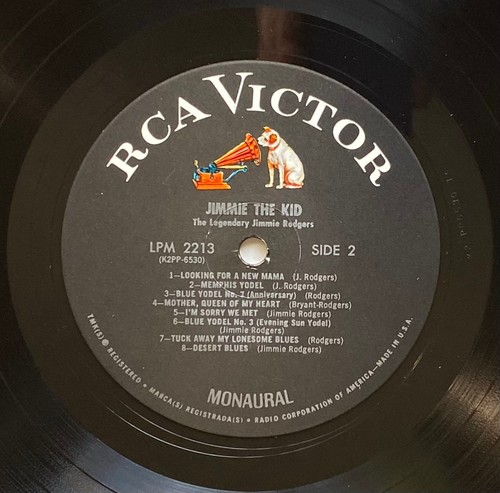 RCA VICTOR
JIMMIE THE KID
The Legendary Jimmie Rodgers
LPM 2213 SIDE 2
(K2PP-6530)
1—LOOKING FOR A NEW MAMA (J. Rodgers)
2—MEMPHIS YODEL (J. Rodgers)
3—BLUE YODEL No. 7 (Anniversary) (Rodgers)
4—MOTHER, QUEEN OF MY HEART (Bryant-Rodgers)
5—I'M SORRY WE MET (Jimmie Rodgers)
6—BLUE YODEL No. 3 (Evening Sun Yodel)
(Jimmie Rodgers)
7—TUCK AWAY MY LONESOME BLUES (Rodgers)
8—DESERT BLUES (Jimmie Rodgers)
MONAURAL
TMK(S) ® REGISTERED • MARCA(S) REGISTRADA(S) • RADIO CORPORATION OF AMERICA—MADE IN U.S.A.